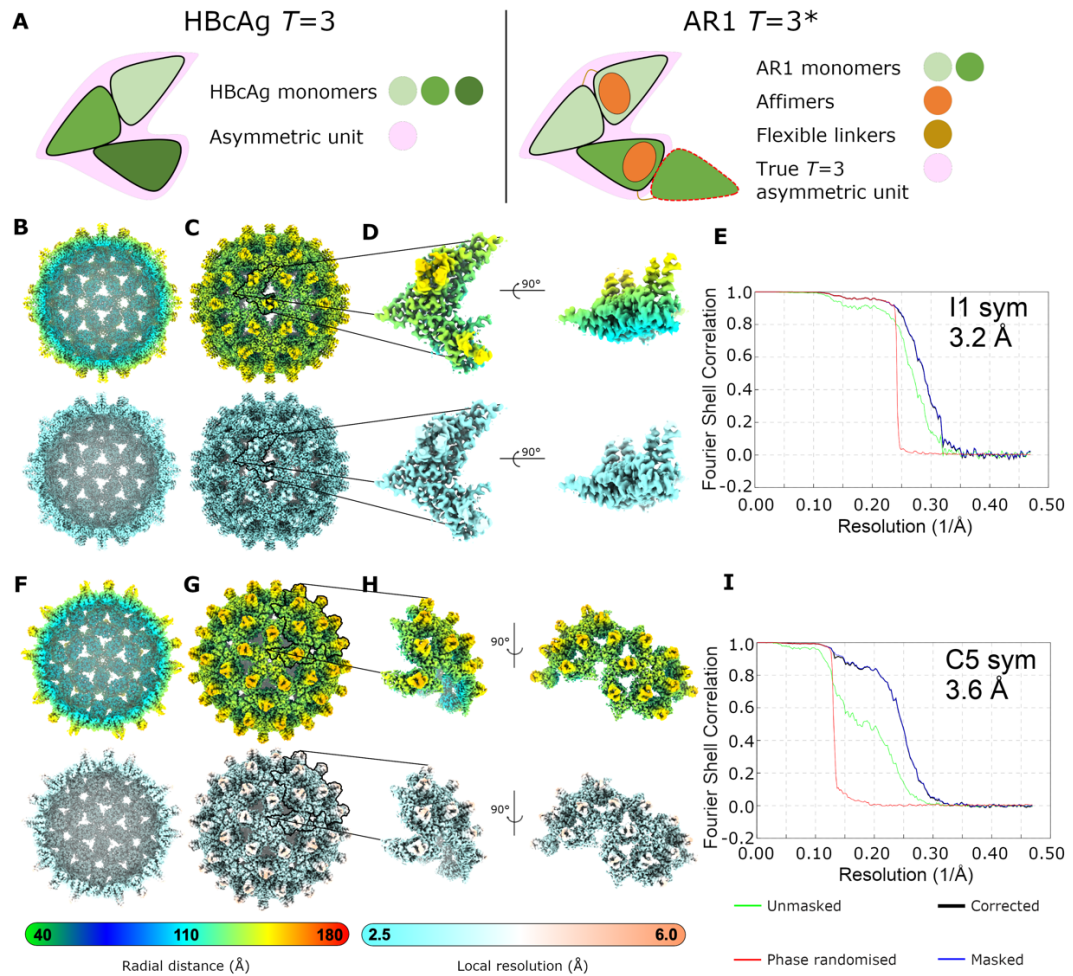 A
HBcAg T=3
HBcAg monomers
Asymmetric unit
AR1 T=3*
AR1 monomers
Affimers
Flexible linkers
True T=3
asymmetric unit
B
C
D
90°
90°
E
1.0
0.8
0.6
0.4
0.2
0.0
-0.2
Fourier Shell Correlation
I1 sym
3.2 Å
0.00
0.10
0.20
0.30
0.40
0.50
Resolution (1/Å)
F
G
H
90°
90°
I
1.0
0.8
0.6
0.4
0.2
0.0
-0.2
Fourier Shell Correlation
C5 sym
3.6 Å
0.00
0.10
0.20
0.30
0.40
0.50
Resolution (1/Å)
40 110 180
Radial distance (Å)
2.5 6.0
Local resolution (Å)
Unmasked
Corrected
Phase randomised
Masked